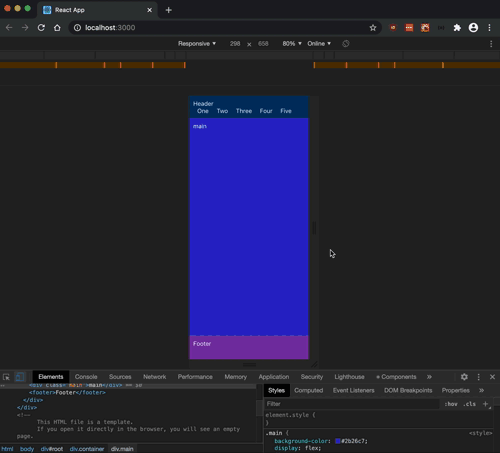 React App
localhost:3000
Responsive ▼ 298 × 658 80% ▼ Online ▼
Header
One Two Three Four Five
main
Footer
Elements Console Sources Network Performance Memory Application Security Lighthouse Components »
<div class="main">main</div> == $0
<footer>Footer</footer>
</div>
</div>
<!--
This HTML file is a template.
If you open it directly in the browser, you will see an empty
page.
html body div#root div.container div.main
Styles Computed Event Listeners DOM Breakpoints Properties »
Filter :hov .cls +
element.style {
}
.main { <style>
background-color: #2b26c7;
display: flex;